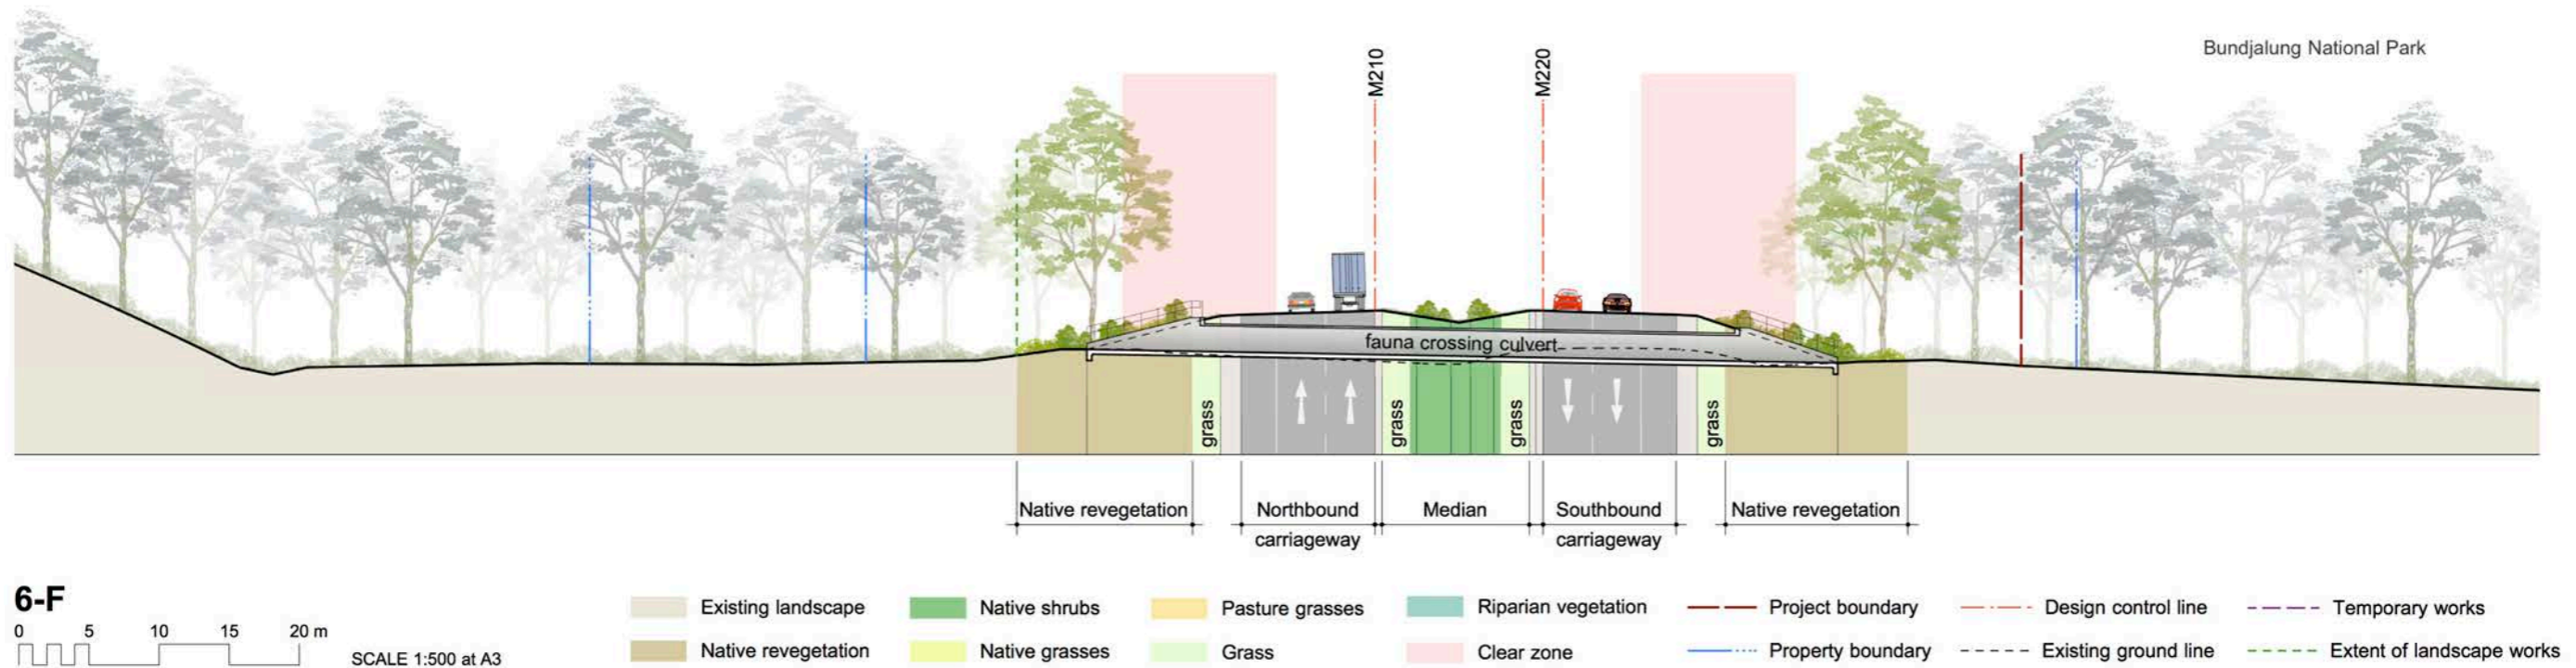 Bundjalung National Park
M210
M220
fauna crossing culvert
grass
grass
grass
grass
Native revegetation
Northbound
carriageway
Median
Southbound
carriageway
Native revegetation
6-F
0 5 10 15 20 m
SCALE 1:500 at A3
Existing landscape
Native revegetation
Native shrubs
Native grasses
Pasture grasses
Grass
Riparian vegetation
Clear zone
Project boundary
Property boundary
Design control line
Existing ground line
Temporary works
Extent of landscape works